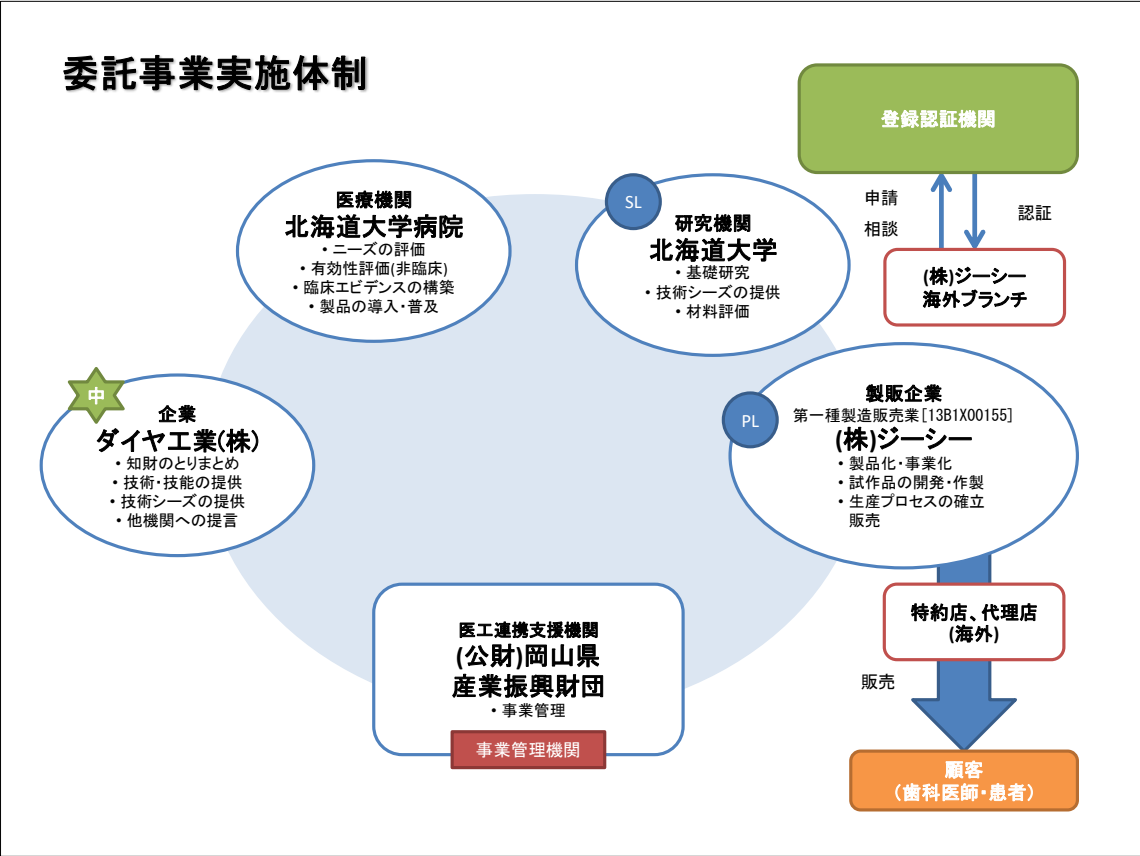 委託事業実施体制
登録認証機関
申請
相談
認証
(株)ジーシー
海外ブランチ
医療機関
北海道大学病院
・ニーズの評価
・有効性評価(非臨床)
・臨床エビデンスの構築
・製品の導入・普及
SL
研究機関
北海道大学
・基礎研究
・技術シーズの提供
・材料評価
中
企業
ダイヤ工業(株)
・知財のとりまとめ
・技術・技能の提供
・技術シーズの提供
・他機関への提言
PL
製販企業
第一種製造販売業[13B1X00155]
(株)ジーシー
・製品化・事業化
・試作品の開発・作製
・生産プロセスの確立
販売
医工連携支援機関
(公財)岡山県
産業振興財団
・事業管理
事業管理機関
特約店、代理店
(海外)
販売
顧客
(歯科医師・患者)